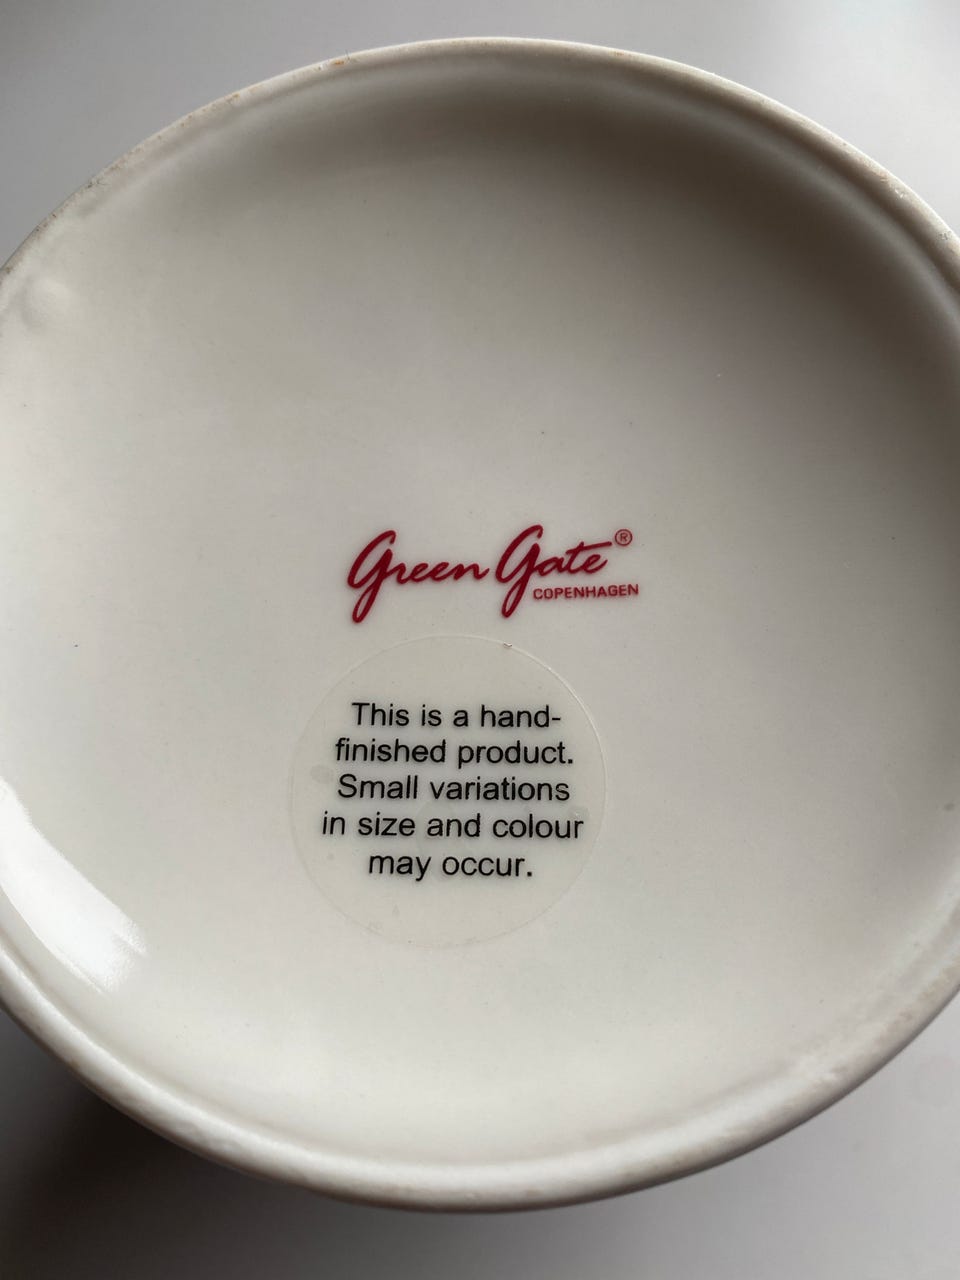 Green Gate®
COPENHAGEN
This is a hand-
finished product.
Small variations
in size and colour
may occur.